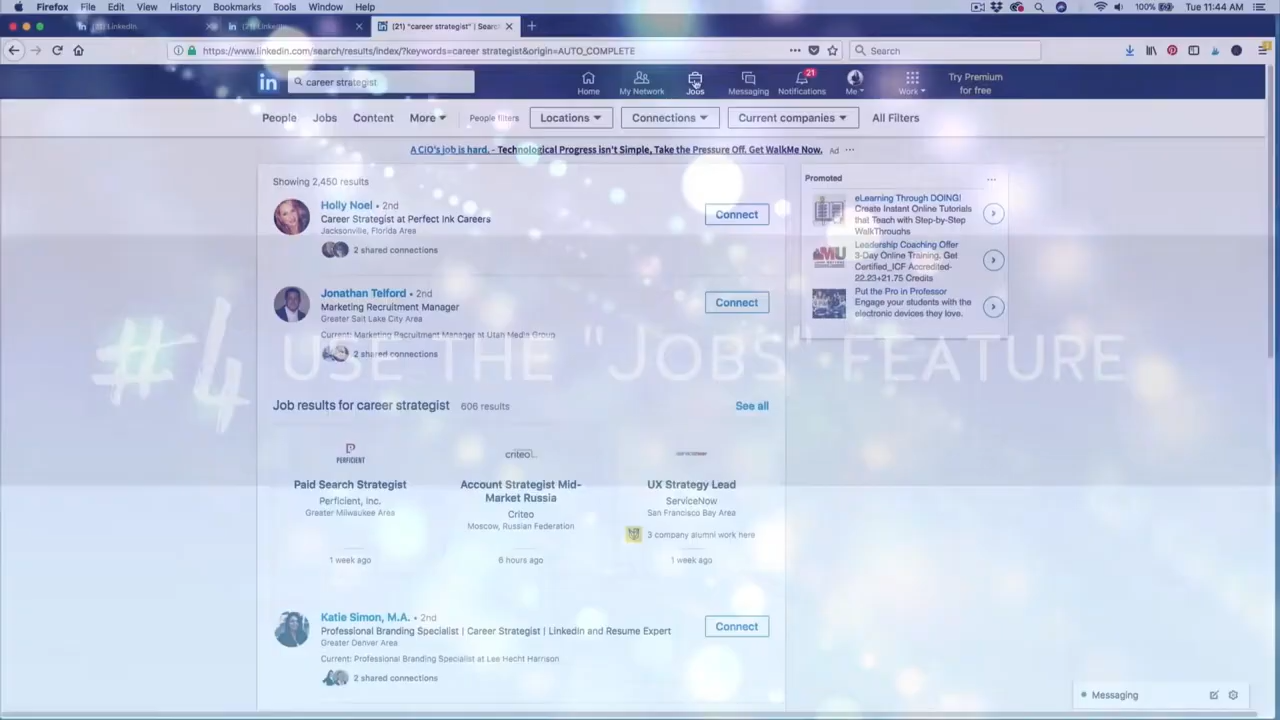 Firefox File Edit View History Bookmarks Tools Window Help 100% Tue 11:44 AM
(21) LinkedIn (21) LinkedIn (21) "career strategist" | Sear
https://www.linkedin.com/search/results/index/?keywords=career strategist&origin=AUTO_COMPLETE Search
in career strategist Home My Network Jobs Messaging 21 Notifications Me Work Try Premium for free
People Jobs Content More People filters Locations Connections Current companies All Filters
A CIO's job is hard. - Technological Progress isn't Simple, Take the Pressure Off. Get WalkMe Now. Ad
Showing 2,450 results
Holly Noel • 2nd
Career Strategist at Perfect Ink Careers
Jacksonville, Florida Area
2 shared connections
Connect
Jonathan Telford • 2nd
Marketing Recruitment Manager
Greater Salt Lake City Area
Current: Marketing Recruitment Manager at Utah Media Group
2 shared connections
Connect
Promoted
eLearning Through DOING!
Create Instant Online Tutorials
that Teach with Step-by-Step
WalkThroughs
Leadership Coaching Offer
3-Day Online Training. Get
Certified_ICF Accredited-
22.23+21.75 Credits
Put the Pro in Professor
Engage your students with the
electronic devices they love.
#4 USE THE "JOBS" FEATURE
Job results for career strategist 606 results See all
PERFICIENT
Paid Search Strategist
Perficient, Inc.
Greater Milwaukee Area
1 week ago
criteo
Account Strategist Mid-
Market Russia
Criteo
Moscow, Russian Federation
6 hours ago
UX Strategy Lead
ServiceNow
San Francisco Bay Area
3 company alumni work here
1 week ago
Katie Simon, M.A. • 2nd
Professional Branding Specialist | Career Strategist | Linkedin and Resume Expert
Greater Denver Area
Current: Professional Branding Specialist at Lee Hecht Harrison
2 shared connections
Connect
Messaging